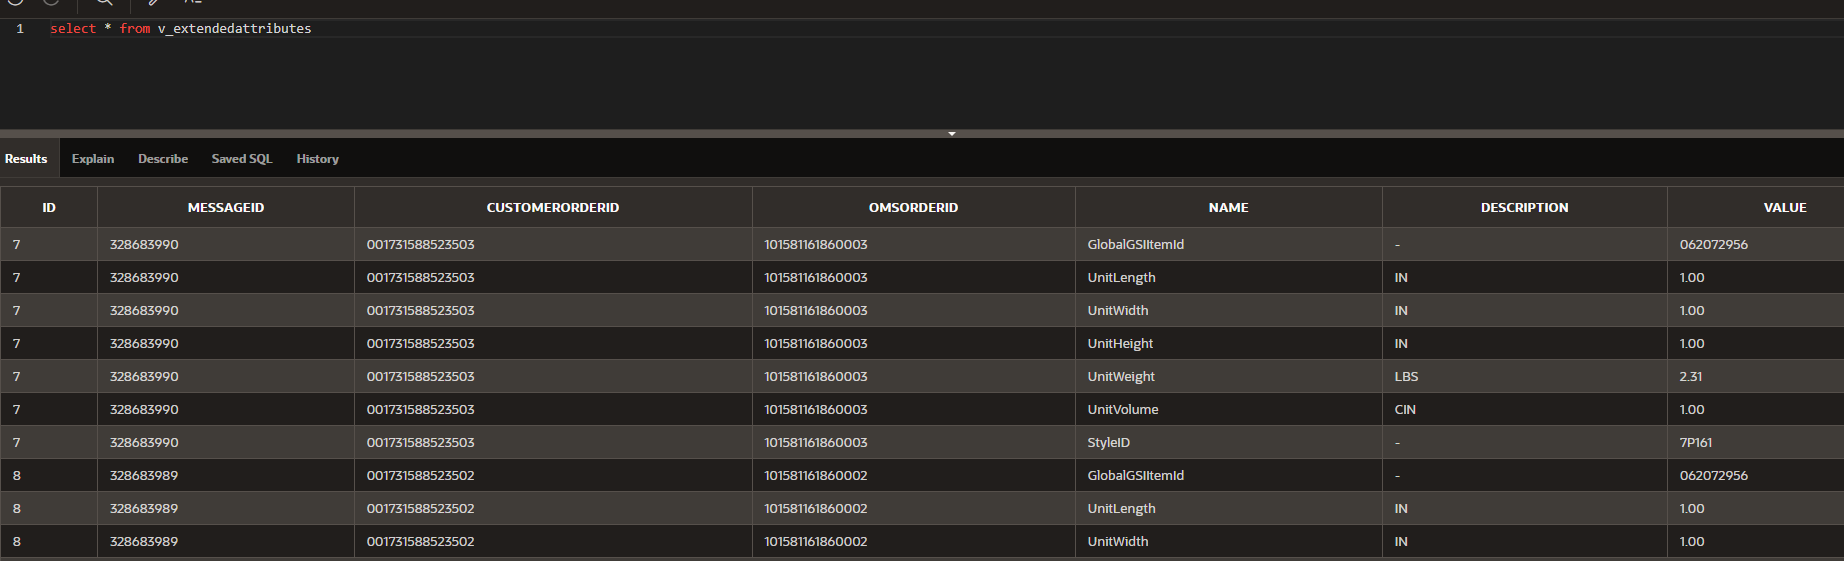 1 select * from v_extendedattributes
Results Explain Describe Saved SQL History
ID MESSAGEID CUSTOMERORDERID OMSORDERID NAME DESCRIPTION VALUE
7 328683990 001731588523503 101581161860003 GlobalGSIItemId - 062072956
7 328683990 001731588523503 101581161860003 UnitLength IN 1.00
7 328683990 001731588523503 101581161860003 UnitWidth IN 1.00
7 328683990 001731588523503 101581161860003 UnitHeight IN 1.00
7 328683990 001731588523503 101581161860003 UnitWeight LBS 2.31
7 328683990 001731588523503 101581161860003 UnitVolume CIN 1.00
7 328683990 001731588523503 101581161860003 StyleID - 7P161
8 328683989 001731588523502 101581161860002 GlobalGSIItemId - 062072956
8 328683989 001731588523502 101581161860002 UnitLength IN 1.00
8 328683989 001731588523502 101581161860002 UnitWidth IN 1.00